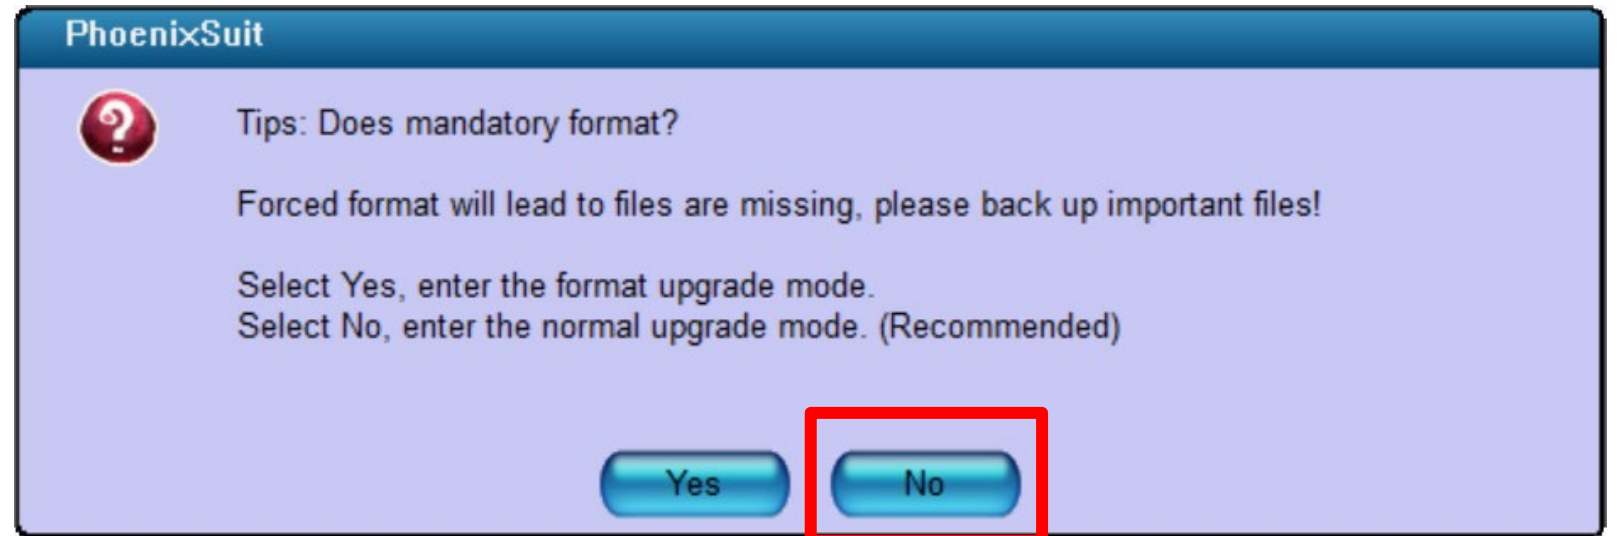 PhoenixSuit
Tips: Does mandatory format?
Forced format will lead to files are missing, please back up important files!
Select Yes, enter the format upgrade mode.
Select No, enter the normal upgrade mode. (Recommended)
Yes No